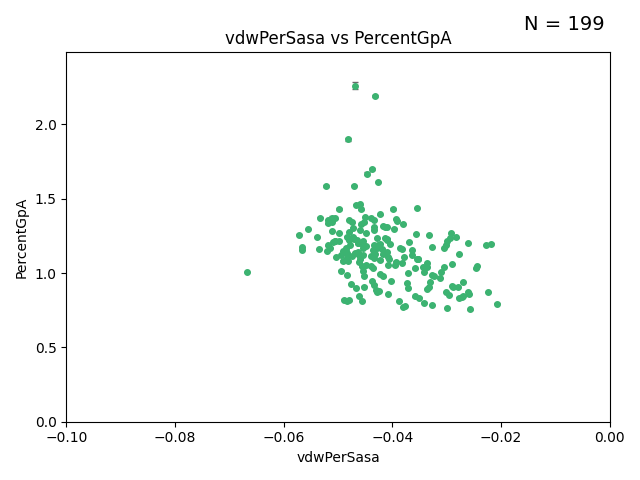 N = 199
vdwPerSasa vs PercentGpA
PercentGpA
2.0
1.5
1.0
0.5
0.0
−0.10 −0.08 −0.06 −0.04 −0.02 0.00
vdwPerSasa